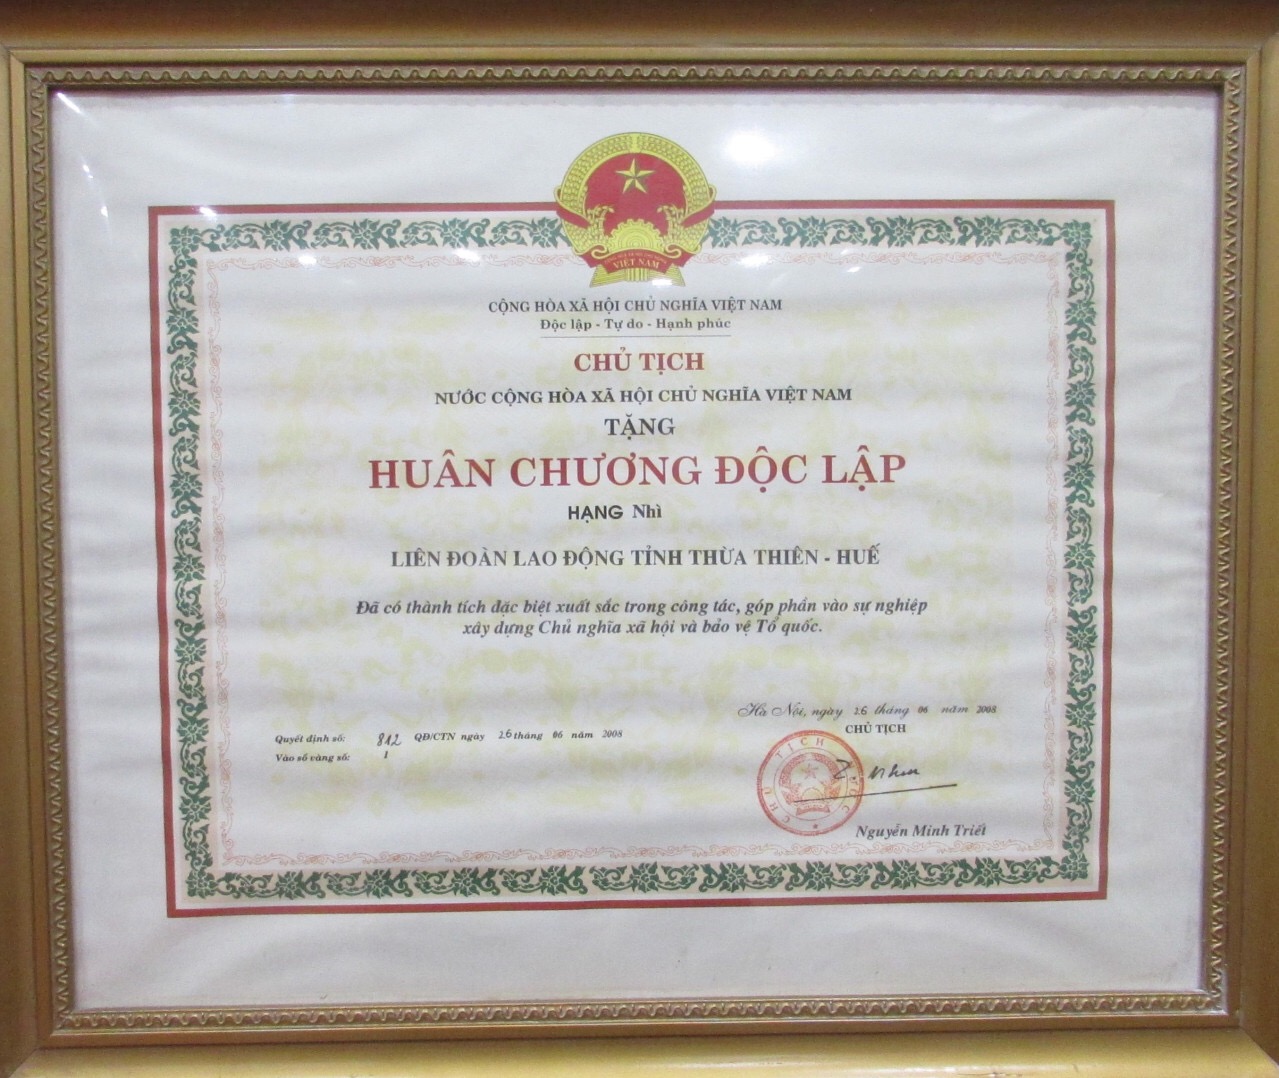 VIỆT NAM
CỘNG HÒA XÃ HỘI CHỦ NGHĨA VIỆT NAM
Độc lập - Tự do - Hạnh phúc
CHỦ TỊCH
NƯỚC CỘNG HÒA XÃ HỘI CHỦ NGHĨA VIỆT NAM
TẶNG
HUÂN CHƯƠNG ĐỘC LẬP
HẠNG Nhì
LIÊN ĐOÀN LAO ĐỘNG TỈNH THỪA THIÊN - HUẾ
Đã có thành tích đặc biệt xuất sắc trong công tác, góp phần vào sự nghiệp
xây dựng Chủ nghĩa xã hội và bảo vệ Tổ quốc.
Hà Nội, ngày 26 tháng 06 năm 2008
CHỦ TỊCH
Quyết định số: 812 QĐ/CTN ngày 26 tháng 06 năm 2008
Vào sổ vàng số: 1
CHỦ TỊCH NƯỚC
Nguyễn Minh Triết